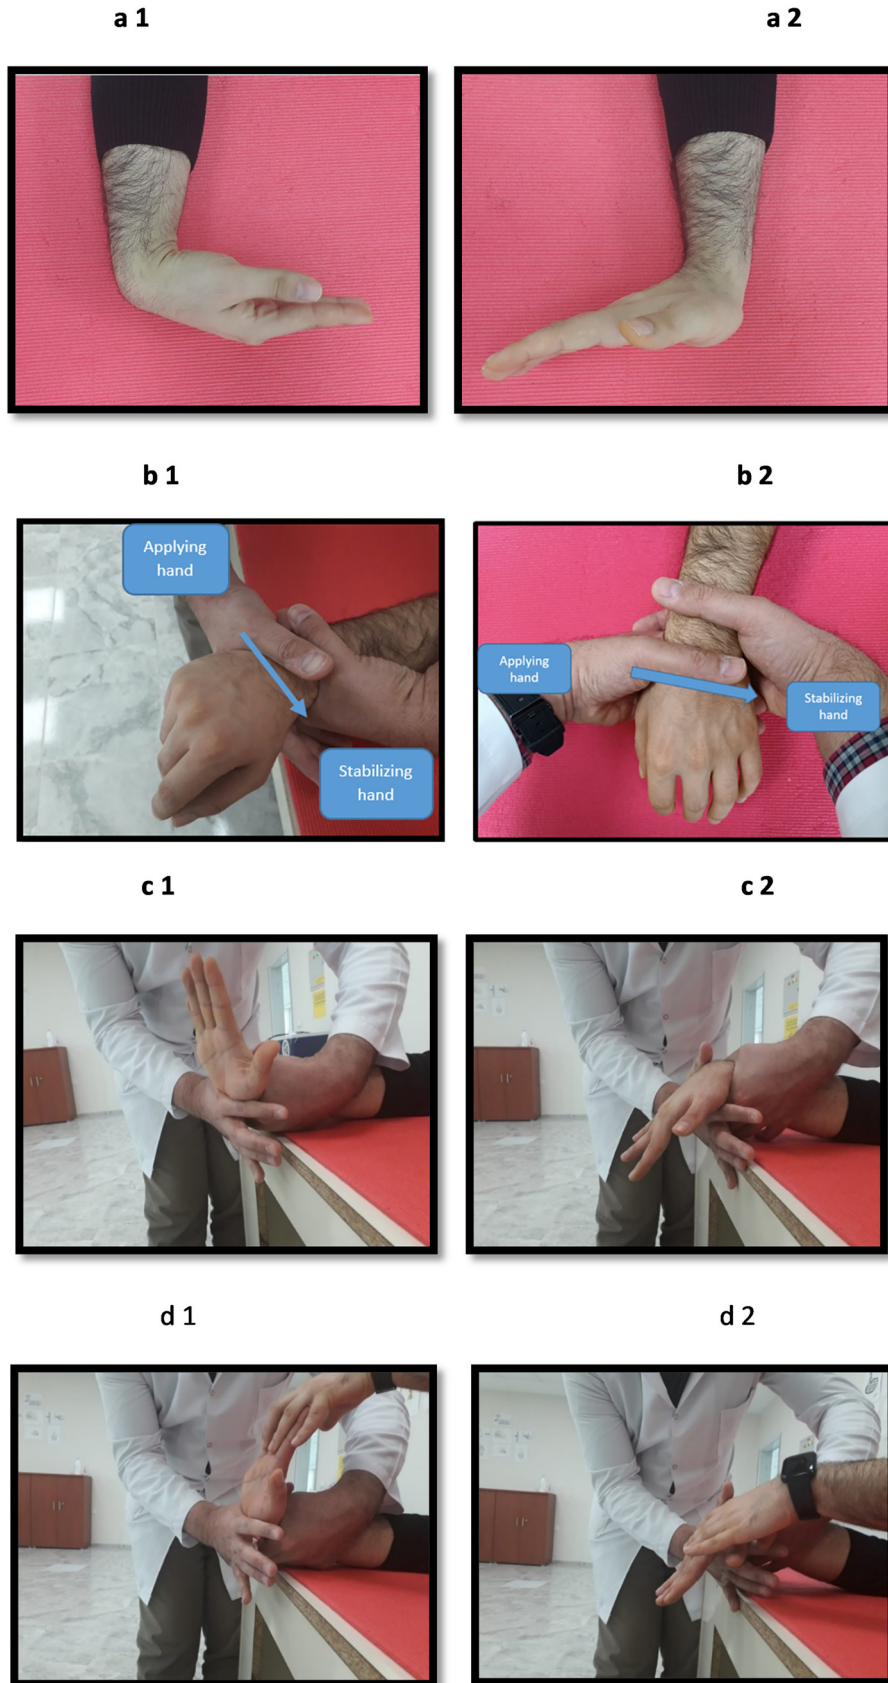 a 1
a 2
b 1
b 2
Applying
hand
Stabilizing
hand
Applying
hand
Stabilizing
hand
c 1
c 2
d 1
d 2